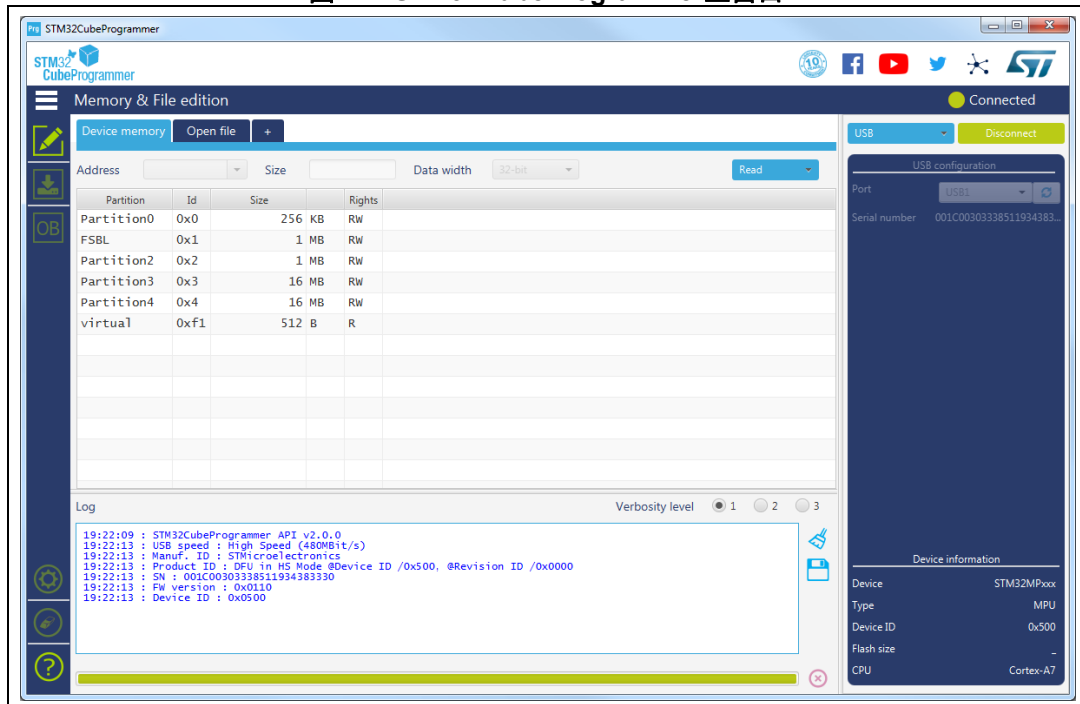 STM32CubeProgrammer
STM32
CubeProgrammer
Memory & File edition
Connected
Device memory Open file +
USB Disconnect
Address Size Data width 32-bit Read
USB configuration
Port USB1
Serial number 001C00303338511934383...
Partition Id Size Rights
Partition0 0x0 256 KB RW
FSBL 0x1 1 MB RW
Partition2 0x2 1 MB RW
Partition3 0x3 16 MB RW
Partition4 0x4 16 MB RW
virtual 0xf1 512 B R
OB
Log Verbosity level 1 2 3
19:22:09 : STM32CubeProgrammer API v2.0.0
19:22:13 : USB speed : High Speed (480MBit/s)
19:22:13 : Manuf. ID : STMicroelectronics
19:22:13 : Product ID : DFU in HS Mode @Device ID /0x500, @Revision ID /0x0000
19:22:13 : SN : 001C00303338511934383330
19:22:13 : FW version : 0x0110
19:22:13 : Device ID : 0x0500
Device information
Device STM32MPxxx
Type MPU
Device ID 0x500
Flash size _
CPU Cortex-A7